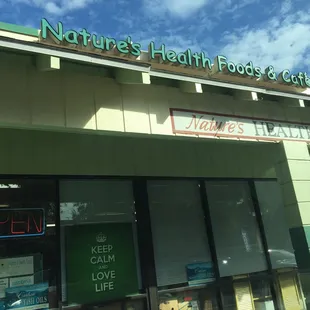 Nature's Health Foods & Cafe
Nature's HEALTH
OPEN
KEEP
CALM
AND
LOVE
LIFE